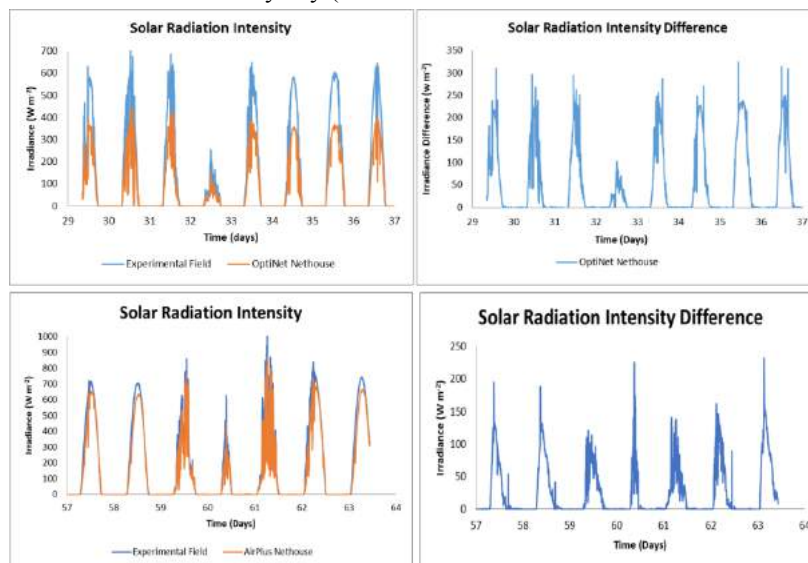 Solar Radiation Intensity
Irradiance (W m⁻²)
700
600
500
400
300
200
100
0
29 30 31 32 33 34 35 36 37
Time (days)
Experimental Field OptiNet Nethouse
Solar Radiation Intensity Difference
Irradiance Difference (W m⁻²)
350
300
250
200
150
100
50
0
29 30 31 32 33 34 35 36 37
Time (Days)
OptiNet Nethouse
Solar Radiation Intensity
Irradiance (W m⁻²)
1000
900
800
700
600
500
400
300
200
100
0
57 58 59 60 61 62 63 64
Time (Days)
Experimental Field AirPlus Nethouse
Solar Radiation Intensity Difference
Irradiance (W m⁻²)
250
200
150
100
50
0
57 58 59 60 61 62 63 64
Time (Days)